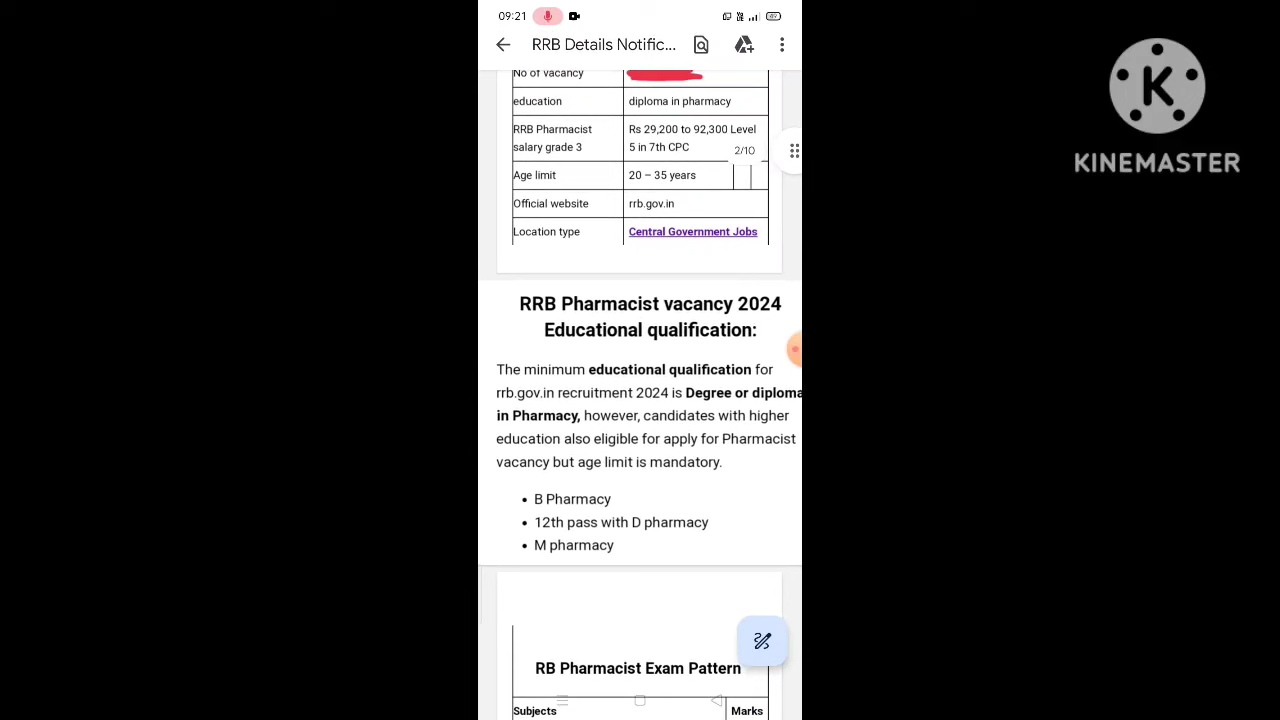 09:21
RRB Details Notific...
No of vacancy
education diploma in pharmacy
RRB Pharmacist Rs 29,200 to 92,300 Level
salary grade 3 5 in 7th CPC
2/10
Age limit 20 – 35 years
Official website rrb.gov.in
Location type Central Government Jobs
RRB Pharmacist vacancy 2024
Educational qualification:
The minimum educational qualification for
rrb.gov.in recruitment 2024 is Degree or diploma
in Pharmacy, however, candidates with higher
education also eligible for apply for Pharmacist
vacancy but age limit is mandatory.
• B Pharmacy
• 12th pass with D pharmacy
• M pharmacy
RB Pharmacist Exam Pattern
Subjects Marks
K
KINEMASTER